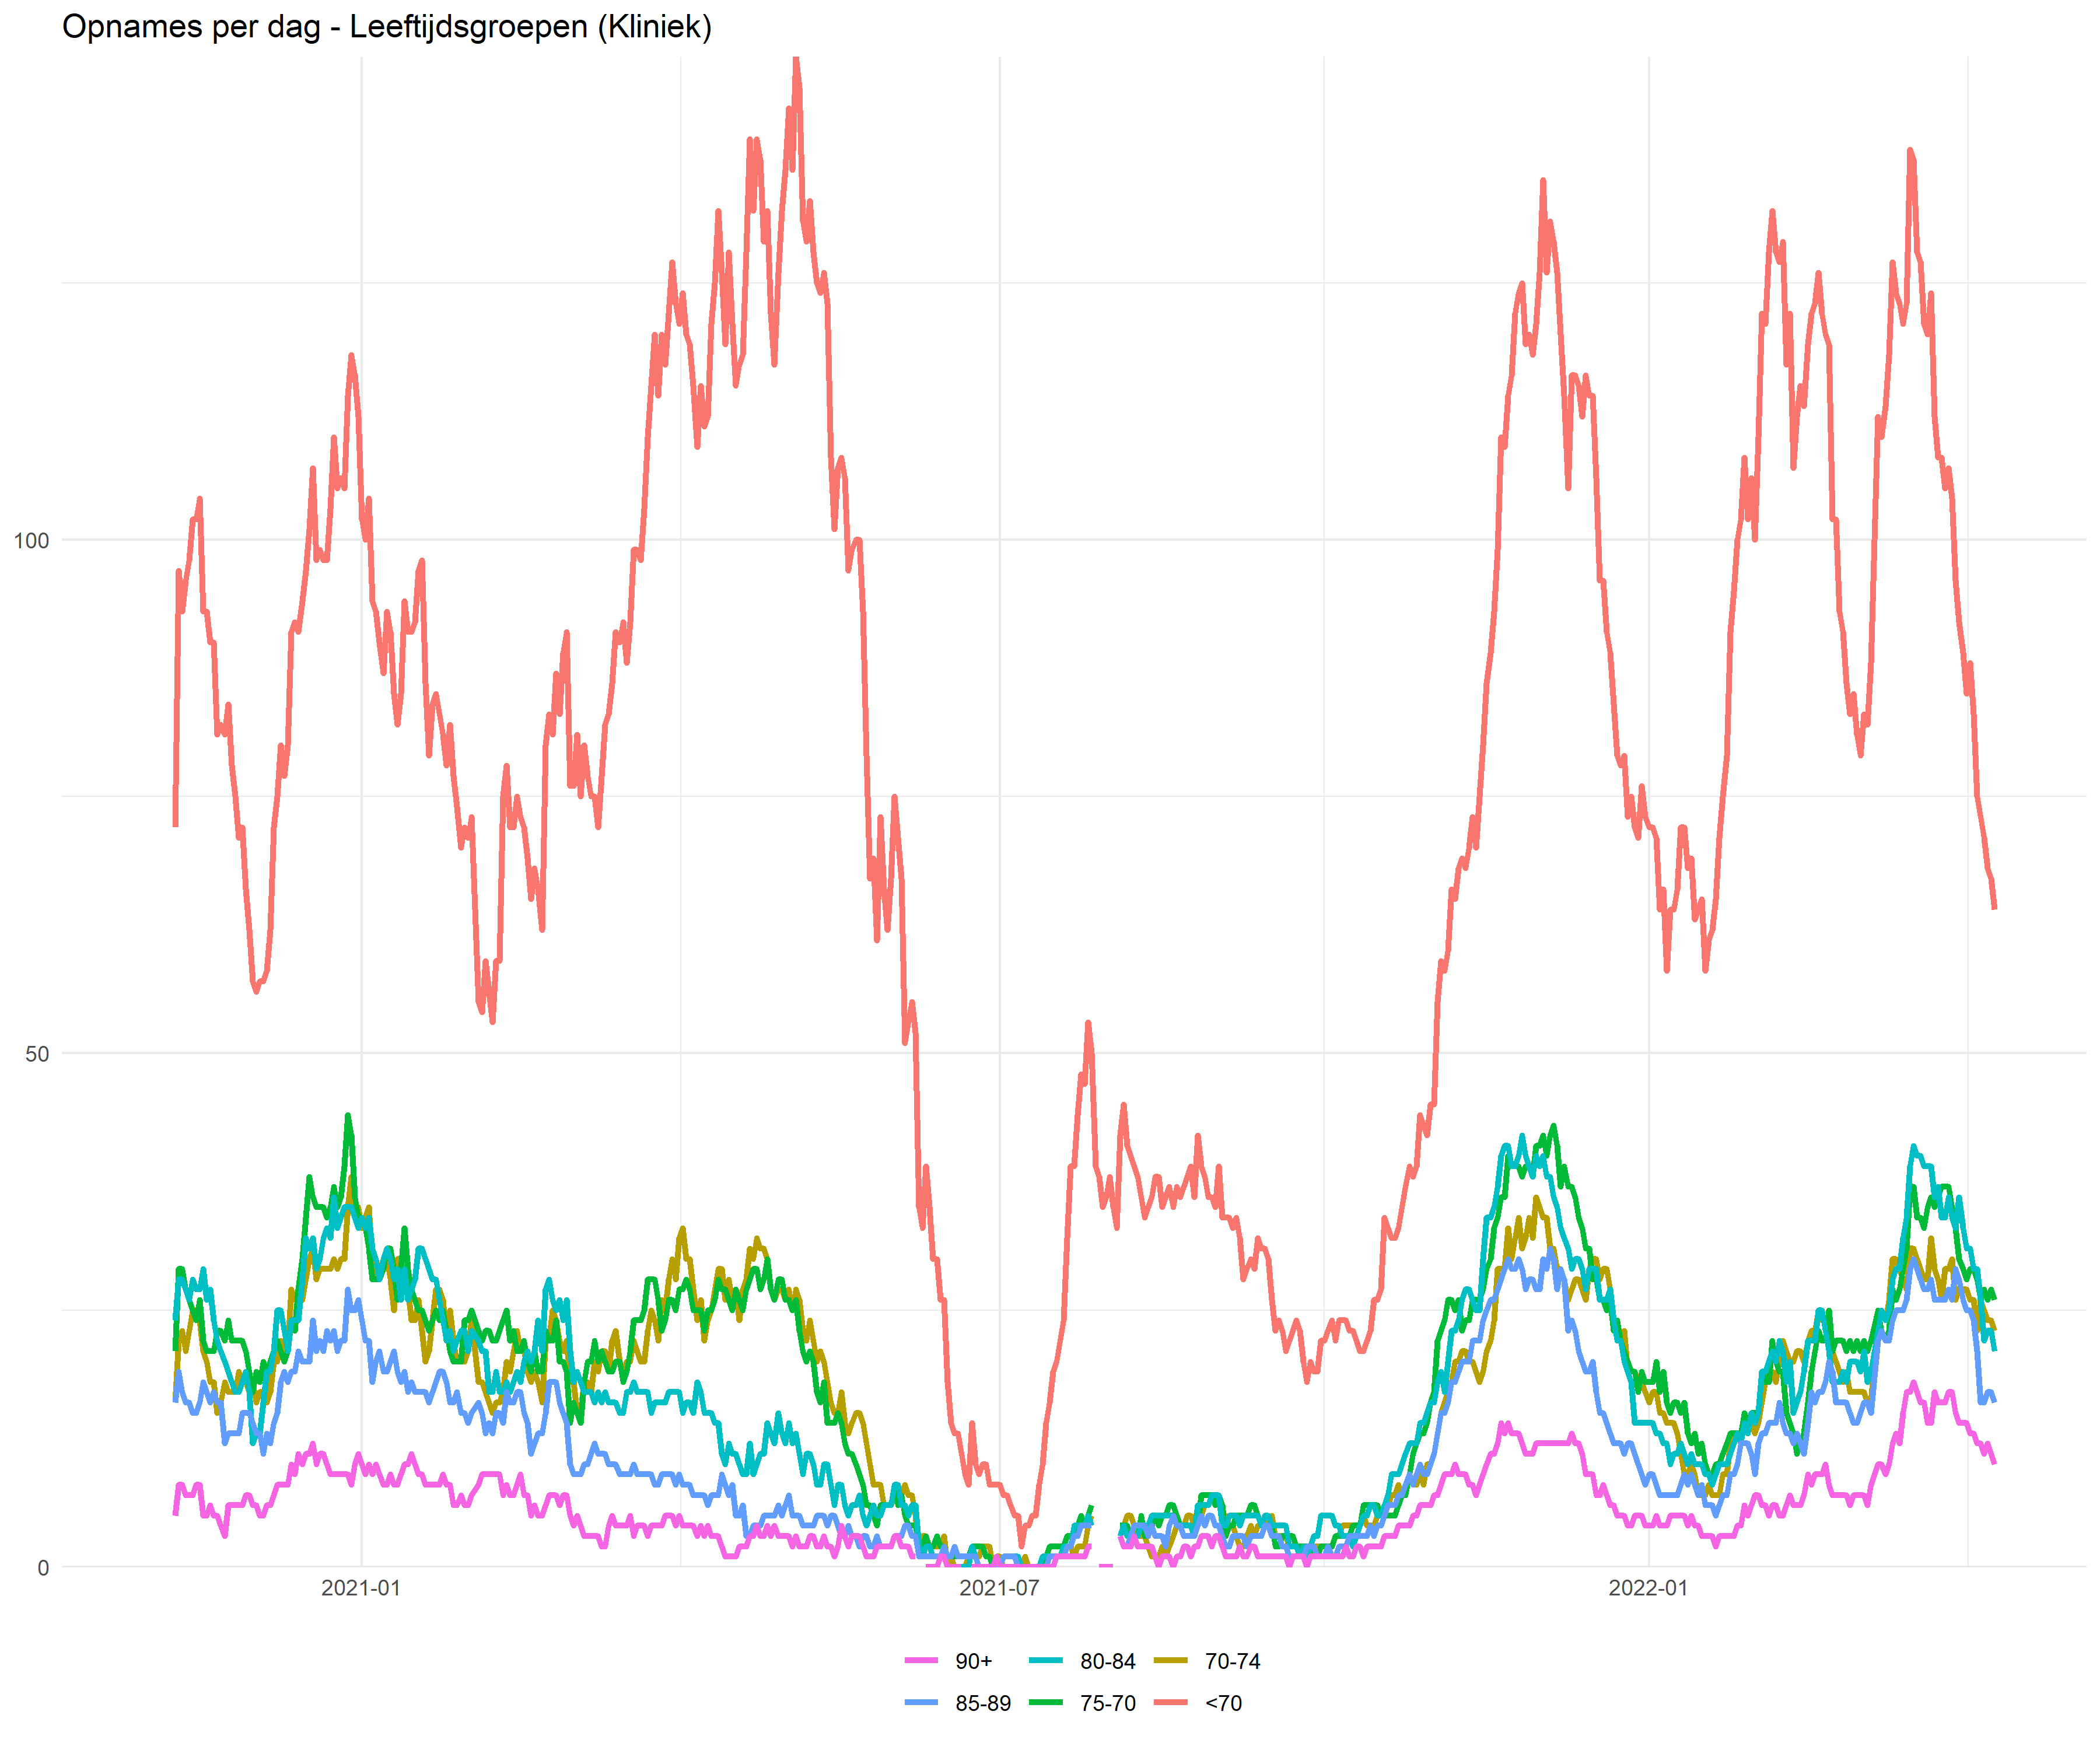 Opnames per dag - Leeftijdsgroepen (Kliniek)
100
50
0
2021-01 2021-07 2022-01
90+ 80-84 70-74
85-89 75-70 <70